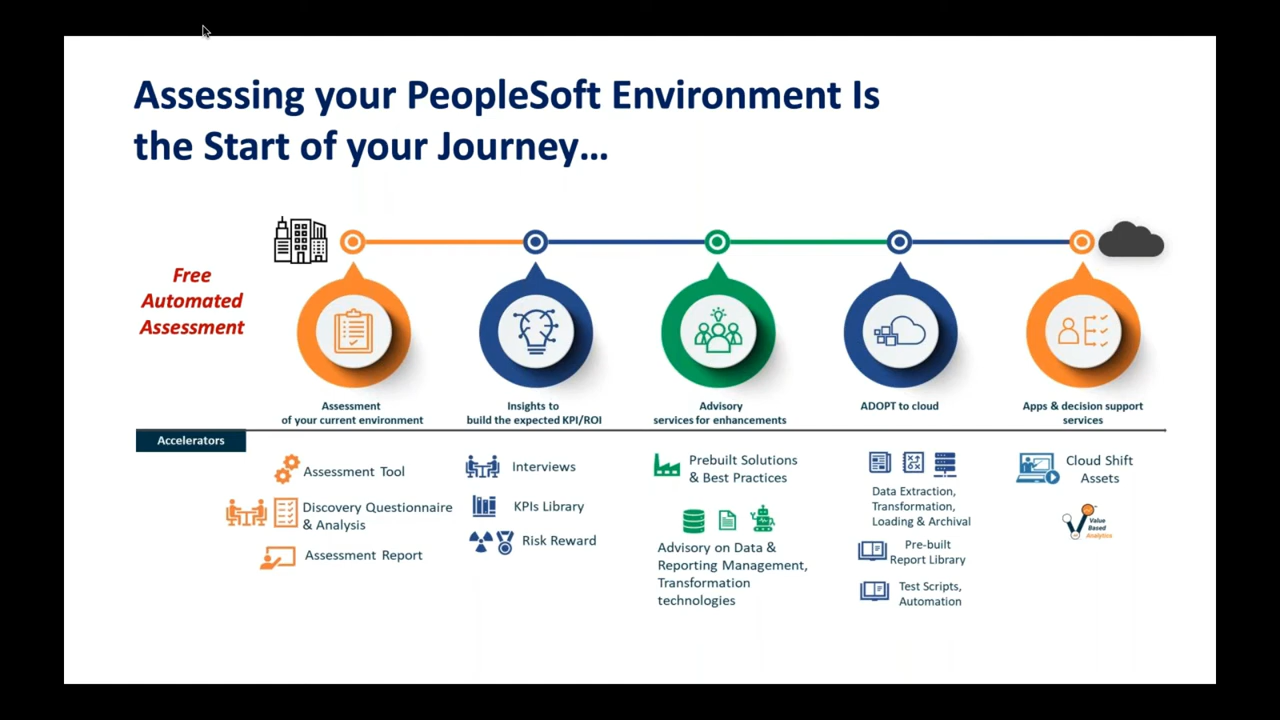 Assessing your PeopleSoft Environment Is
the Start of your Journey...
Free
Automated
Assessment
Assessment
of your current environment
Insights to
build the expected KPI/ROI
Advisory
services for enhancements
ADOPT to cloud
Apps & decision support
services
Accelerators
Assessment Tool
Discovery Questionnaire
& Analysis
Assessment Report
Interviews
KPIs Library
Risk Reward
Prebuilt Solutions
& Best Practices
Advisory on Data &
Reporting Management,
Transformation
technologies
Data Extraction,
Transformation,
Loading & Archival
Pre-built
Report Library
Test Scripts,
Automation
Cloud Shift
Assets
Value
Based
Analytics